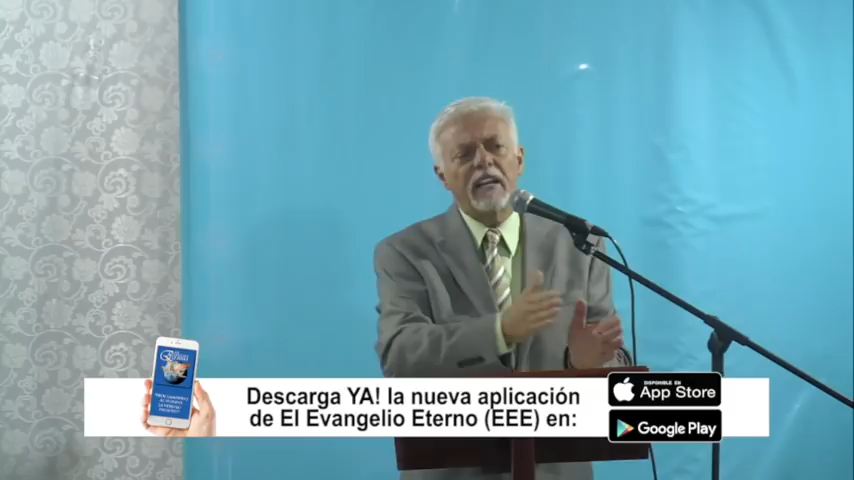 Descarga YA! la nueva aplicación
de El Evangelio Eterno (EEE) en:
DISPONIBLE EN
App Store
Google Play